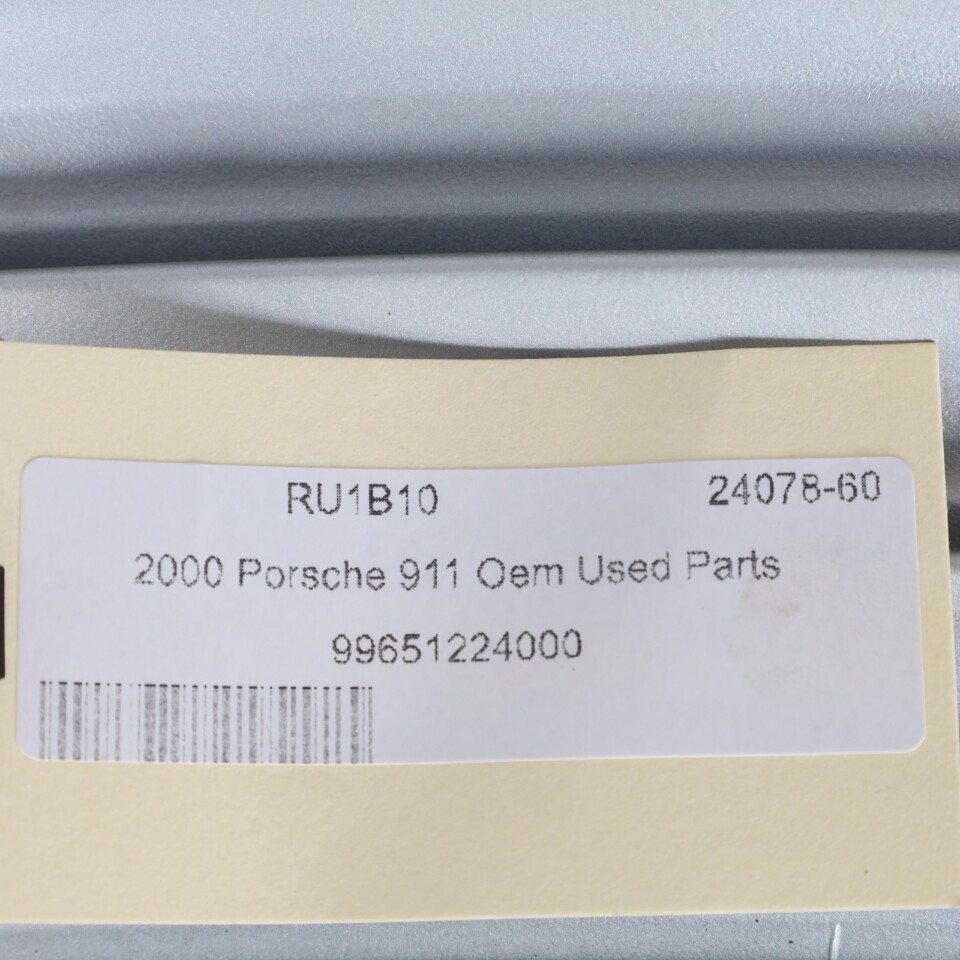 RU1B10 24078-60
2000 Porsche 911 Oem Used Parts
99651224000